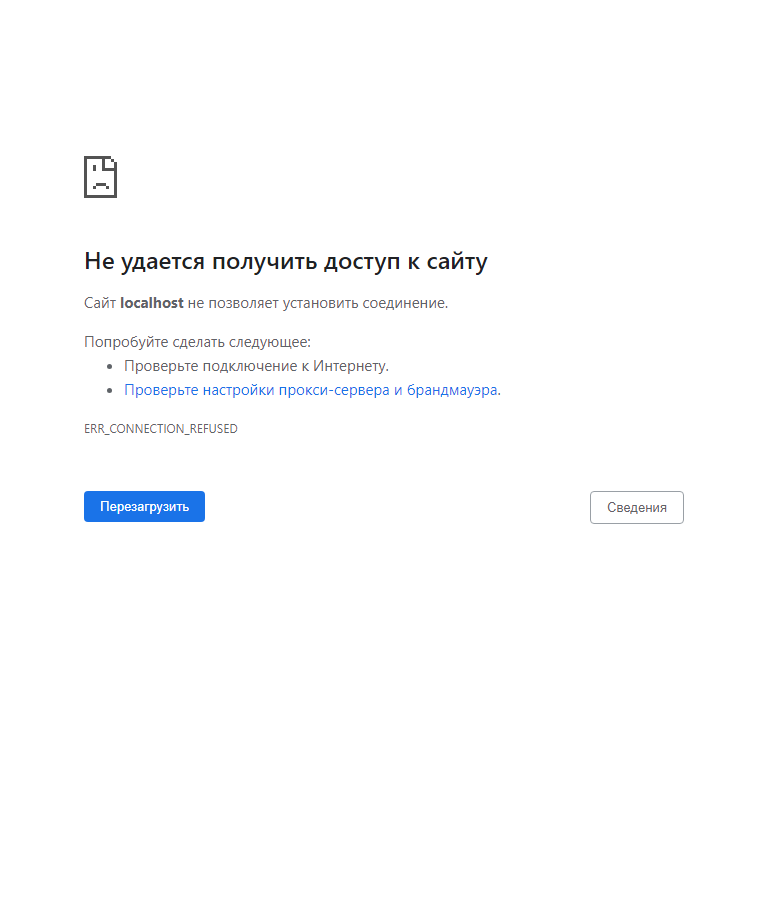 Не удается получить доступ к сайту
Сайт localhost не позволяет установить соединение.
Попробуйте сделать следующее:
Проверьте подключение к Интернету.
Проверьте настройки прокси-сервера и брандмауэра.
ERR_CONNECTION_REFUSED
Перезагрузить
Сведения